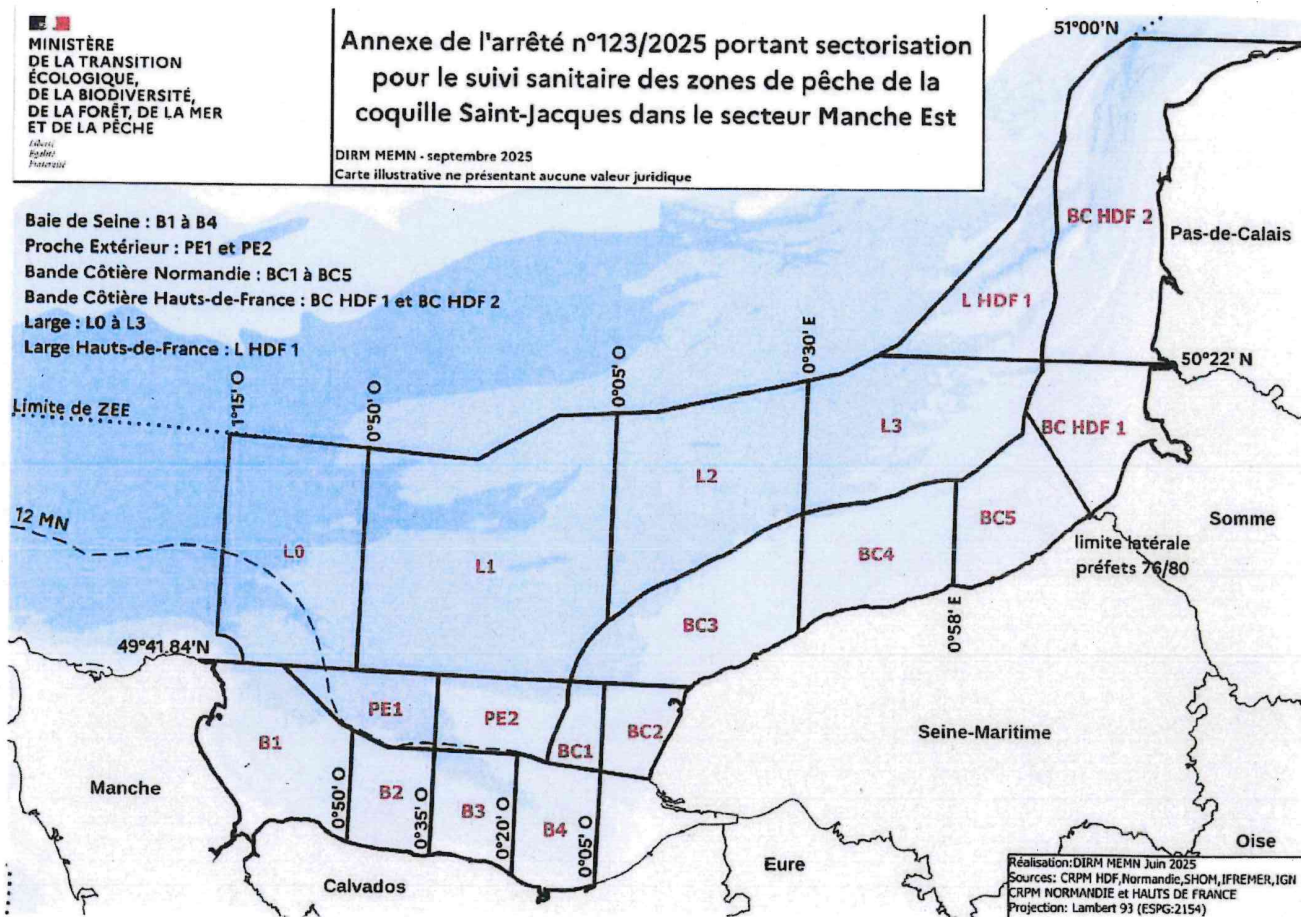 MINISTÈRE
DE LA TRANSITION
ÉCOLOGIQUE,
DE LA BIODIVERSITÉ,
DE LA FORÊT, DE LA MER
ET DE LA PÊCHE
Liberté
Égalité
Fraternité
Annexe de l'arrêté n°123/2025 portant sectorisation
pour le suivi sanitaire des zones de pêche de la
coquille Saint-Jacques dans le secteur Manche Est
DIRM MEMN - septembre 2025
Carte illustrative ne présentant aucune valeur juridique
51°00'N
Baie de Seine : B1 à B4
Proche Extérieur : PE1 et PE2
Bande Côtière Normandie : BC1 à BC5
Bande Côtière Hauts-de-France : BC HDF 1 et BC HDF 2
Large : L0 à L3
Large Hauts-de-France : L HDF 1
BC HDF 2
Pas-de-Calais
L HDF 1
50°22' N
Limite de ZEE
1°15' O
0°50' O
0°05' O
0°30' E
L3
BC HDF 1
L2
12 MN
L0
L1
BC5
BC4
Somme
limite latérale
préfets 76/80
BC3
0°58' E
49°41.84'N
PE1
PE2
BC1
BC2
B1
Seine-Maritime
Manche
B2
B3
B4
0°50' O
0°35' O
0°20' O
0°05' O
Calvados
Eure
Oise
Réalisation:DIRM MEMN Juin 2025
Sources: CRPM HDF,Normandie,SHOM,IFREMER,IGN
CRPM NORMANDIE et HAUTS DE FRANCE
Projection: Lambert 93 (ESPG:2154)